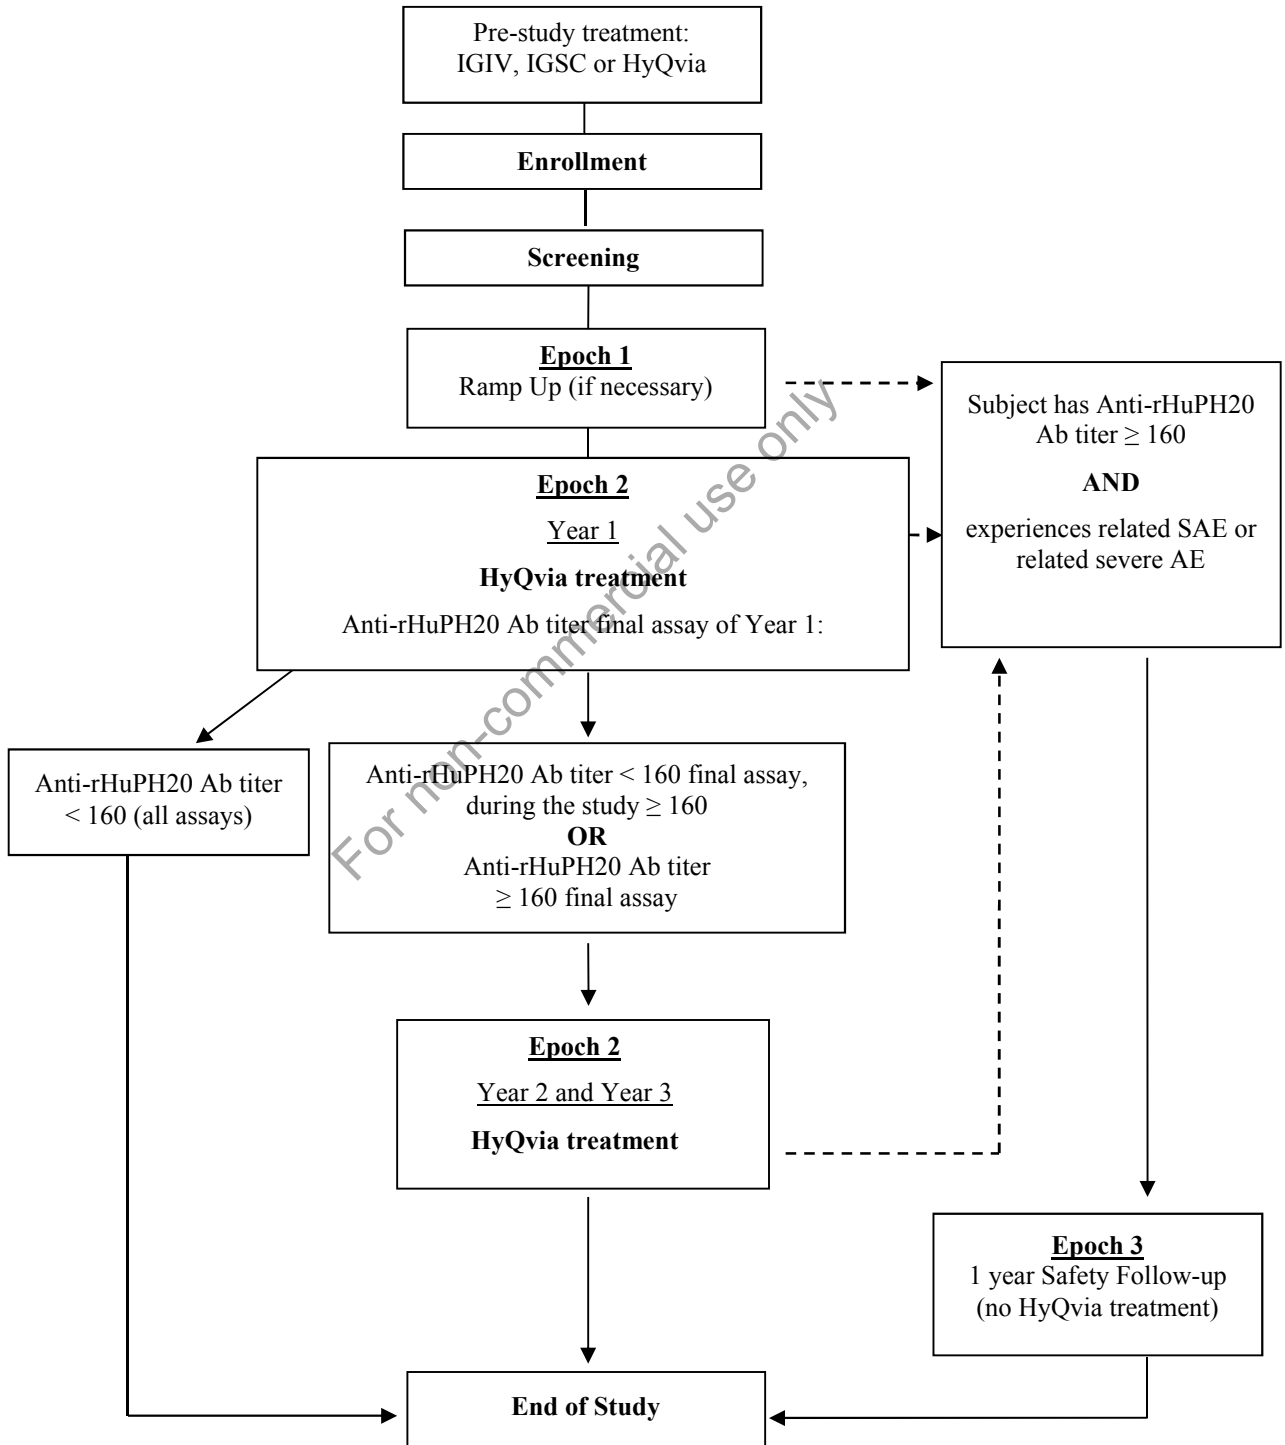 Pre-study treatment:
IGIV, IGSC or HyQvia
Enrollment
Screening
Epoch 1
Ramp Up (if necessary)
Subject has Anti-rHuPH20
Ab titer ≥ 160
AND
experiences related SAE or
related severe AE
Epoch 2
Year 1
HyQvia treatment
Anti-rHuPH20 Ab titer final assay of Year 1:
Anti-rHuPH20 Ab titer
< 160 (all assays)
Anti-rHuPH20 Ab titer < 160 final assay,
during the study ≥ 160
OR
Anti-rHuPH20 Ab titer
≥ 160 final assay
Epoch 2
Year 2 and Year 3
HyQvia treatment
Epoch 3
1 year Safety Follow-up
(no HyQvia treatment)
End of Study
For non-commercial use only